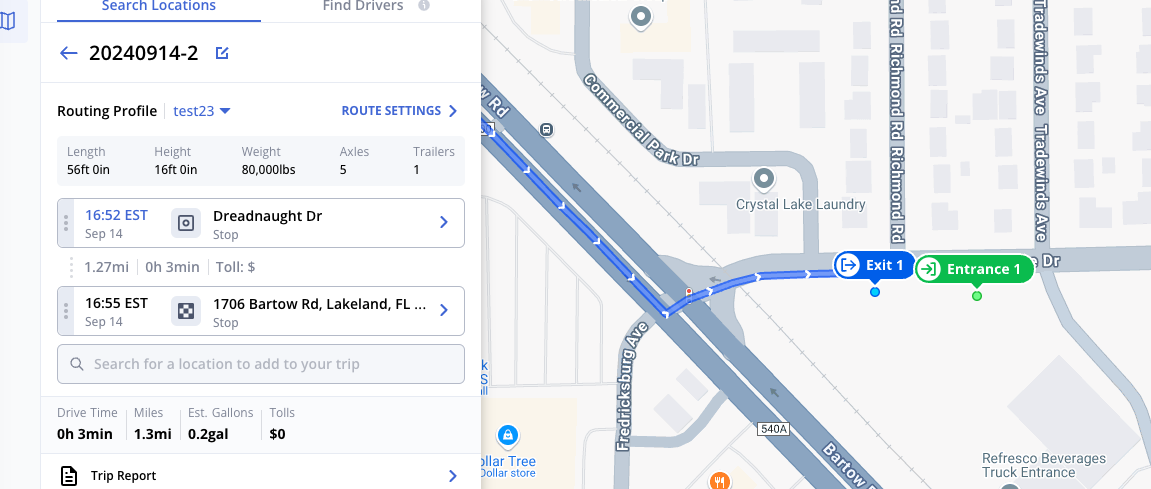 Search Locations
Find Drivers
20240914-2
Routing Profile
test23
ROUTE SETTINGS
Length
Height
Weight
Axles
Trailers
56ft 0in
16ft 0in
80,000lbs
5
1
16:52 EST
Sep 14
Dreadnaught Dr
Stop
1.27mi
0h 3min
Toll: $
16:55 EST
Sep 14
1706 Bartow Rd, Lakeland, FL ...
Stop
Search for a location to add to your trip
Drive Time
Miles
Est. Gallons
Tolls
0h 3min
1.3mi
0.2gal
$0
Trip Report
w Rd
Commercial Park Dr
Crystal Lake Laundry
nd Rd
Richmond Rd
Richmond Rd
Tradewinds Ave
Tradewinds Ave
Exit 1
Entrance 1
e Dr
Fredricksburg Ave
540A
Bartow
ollar Tree
Dollar store
Refresco Beverages
Truck Entrance